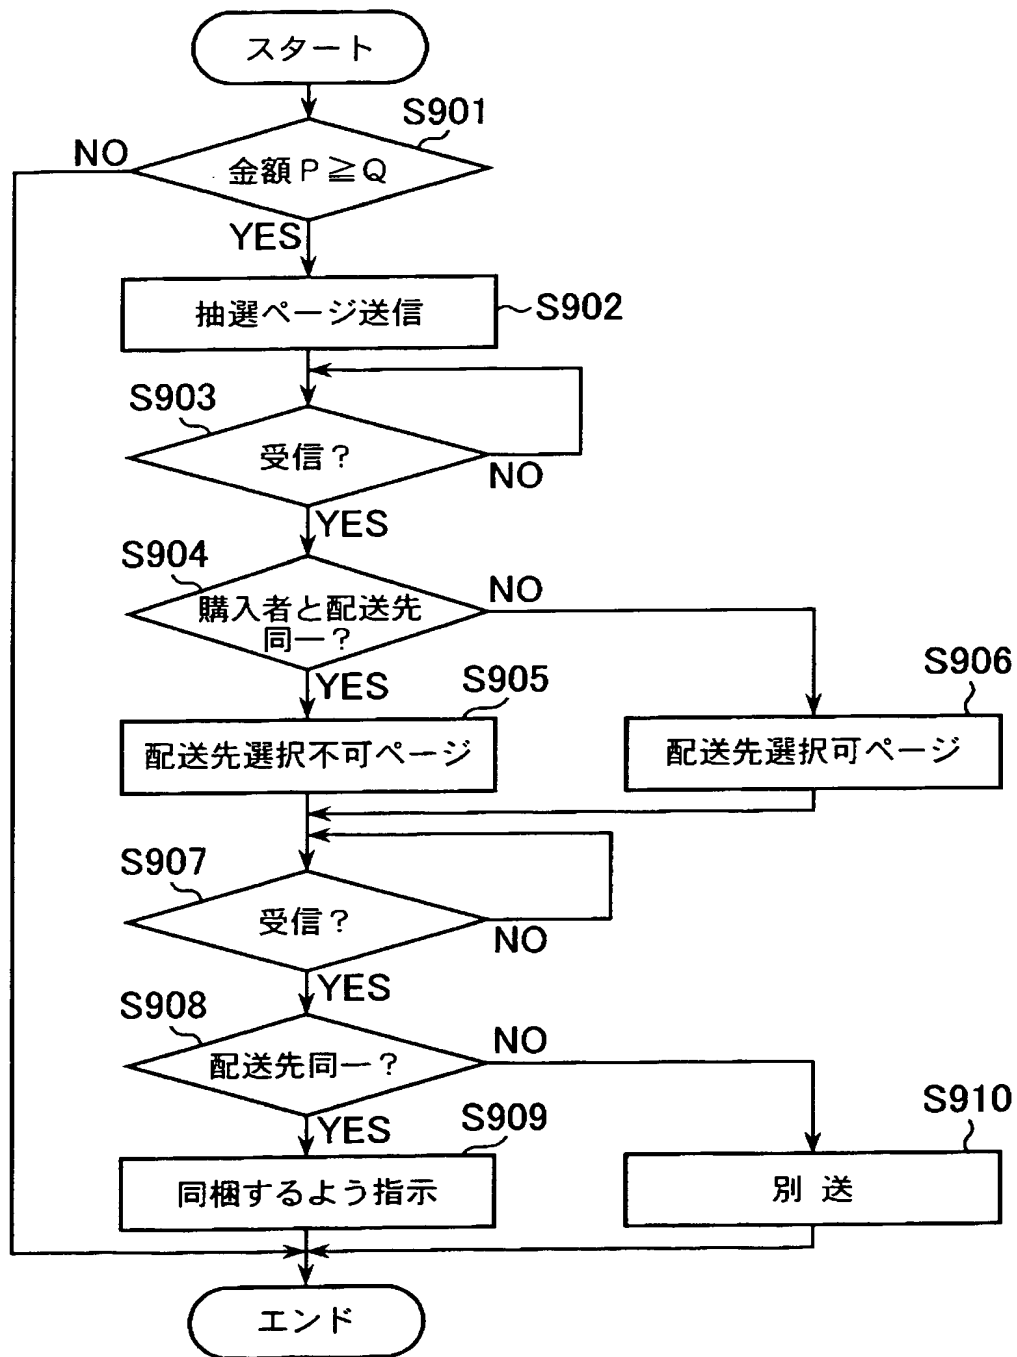 スタート
S901
NO
金額P≧Q
YES
抽選ページ送信
S902
S903
受信？
NO
YES
S904
NO
購入者と配送先
同一？
YES
S905
S906
配送先選択不可ページ
配送先選択可ページ
S907
受信？
NO
YES
S908
NO
配送先同一？
YES
S909
S910
同梱するよう指示
別送
エンド